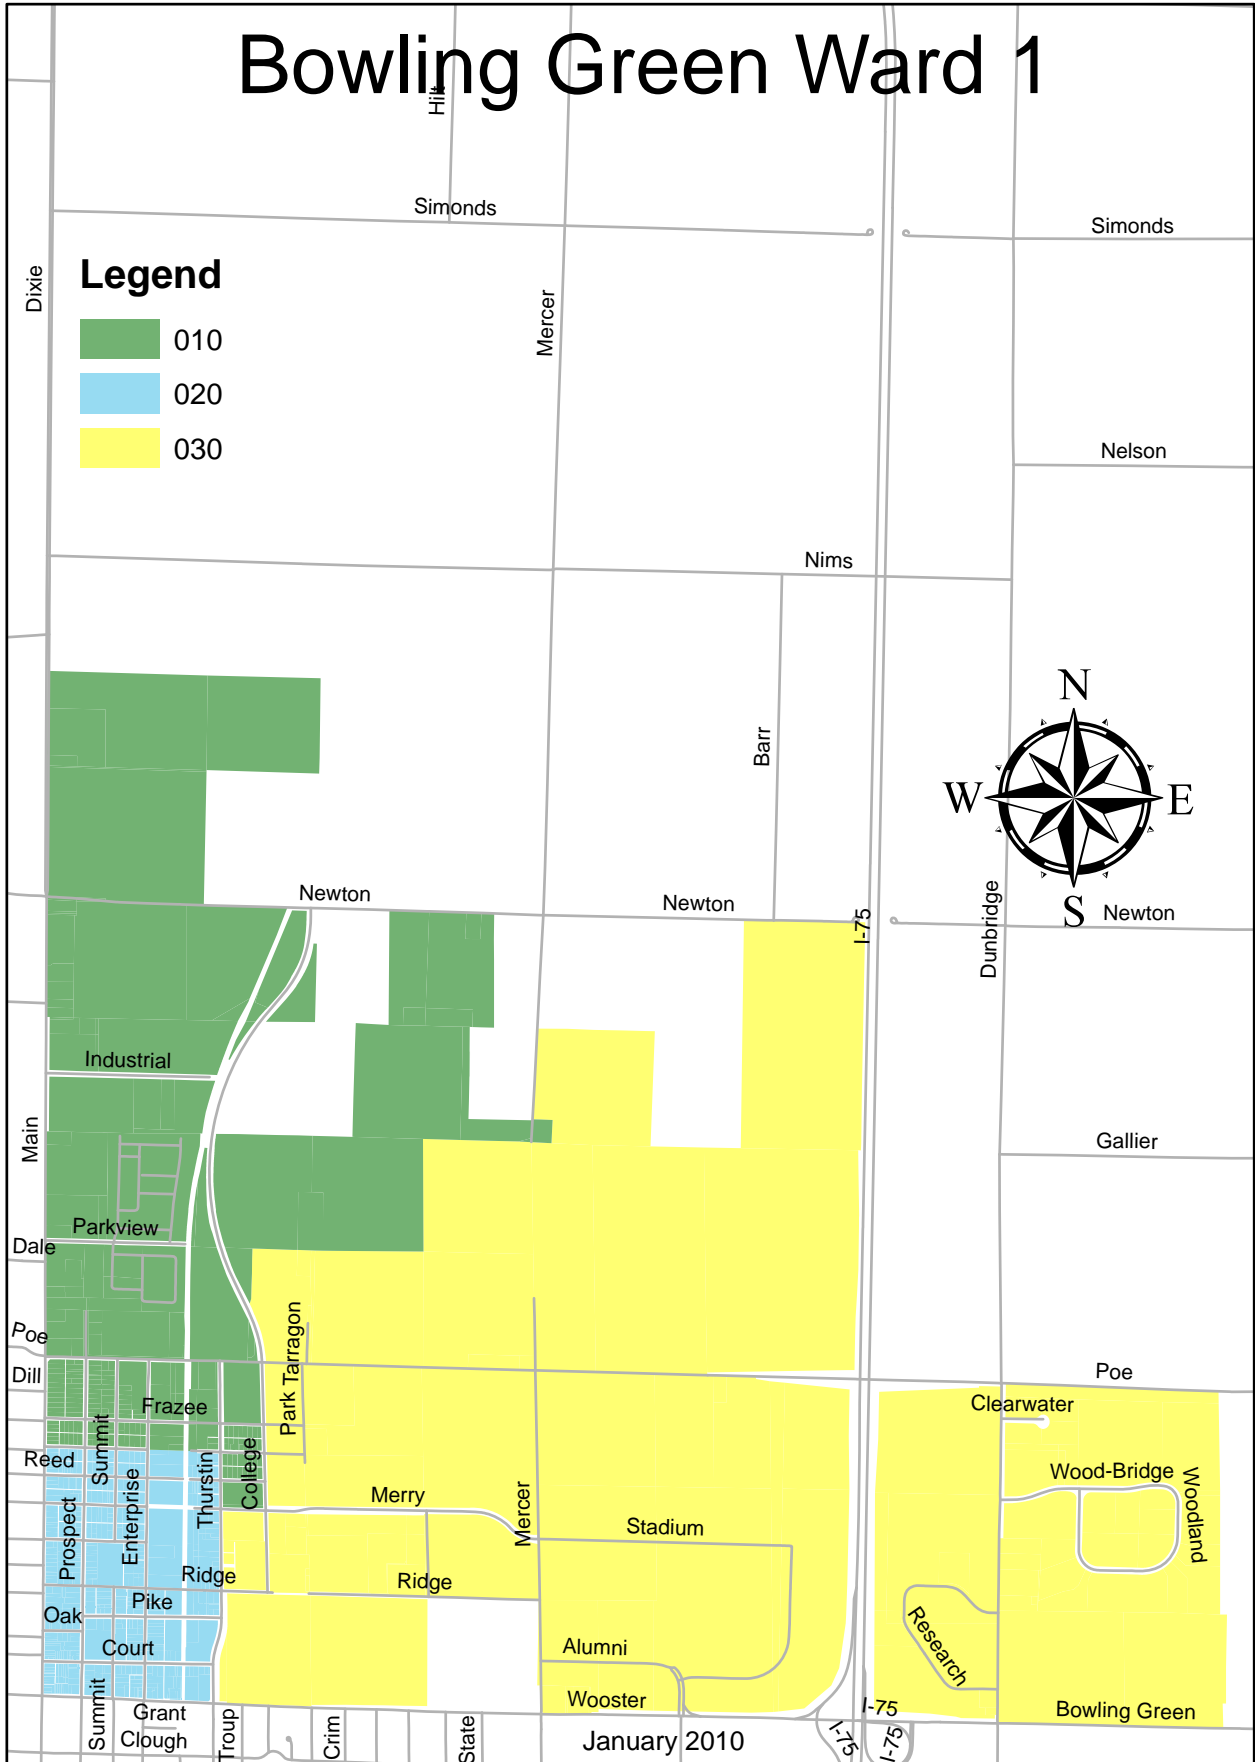 Bowling Green Ward 1
Hilt
Simonds
Simonds
Dixie
Legend
Mercer
010
020
030
Nelson
Nims
N
Barr
W
E
S
Newton
Newton
Newton
I-75
Dunbridge
Industrial
Main
Gallier
Parkview
Dale
Poe
Park Tarragon
Dill
Poe
Frazee
Clearwater
Summit
Reed
College
Thurstin
Enterprise
Prospect
Merry
Mercer
Stadium
Wood-Bridge
Woodland
Ridge
Ridge
Pike
Oak
Court
Alumni
Research
Summit
Wooster
I-75
Bowling Green
Grant
Clough
Troup
Crim
State
January 2010
I-75
I-75